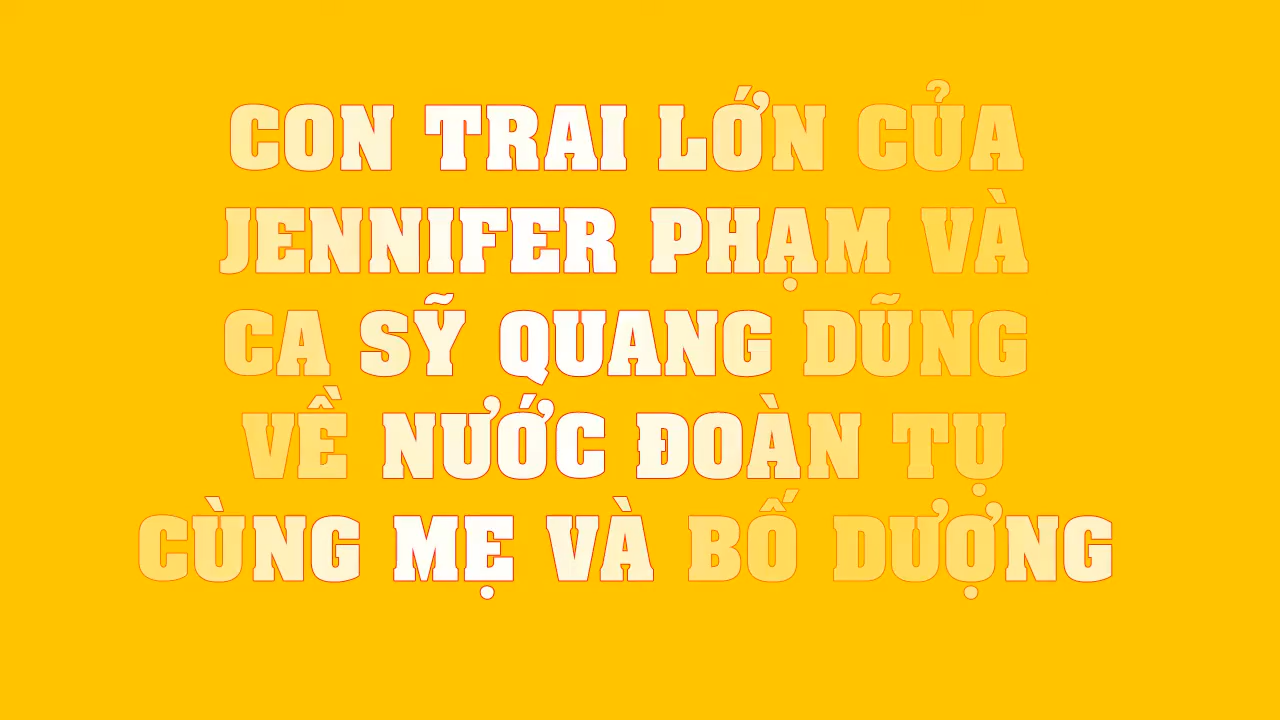 CON TRAI LỚN CỦA
JENNIFER PHẠM VÀ
CA SỸ QUANG DŨNG
VỀ NƯỚC ĐOÀN TỤ
CÙNG MẸ VÀ BỐ DƯỢNG